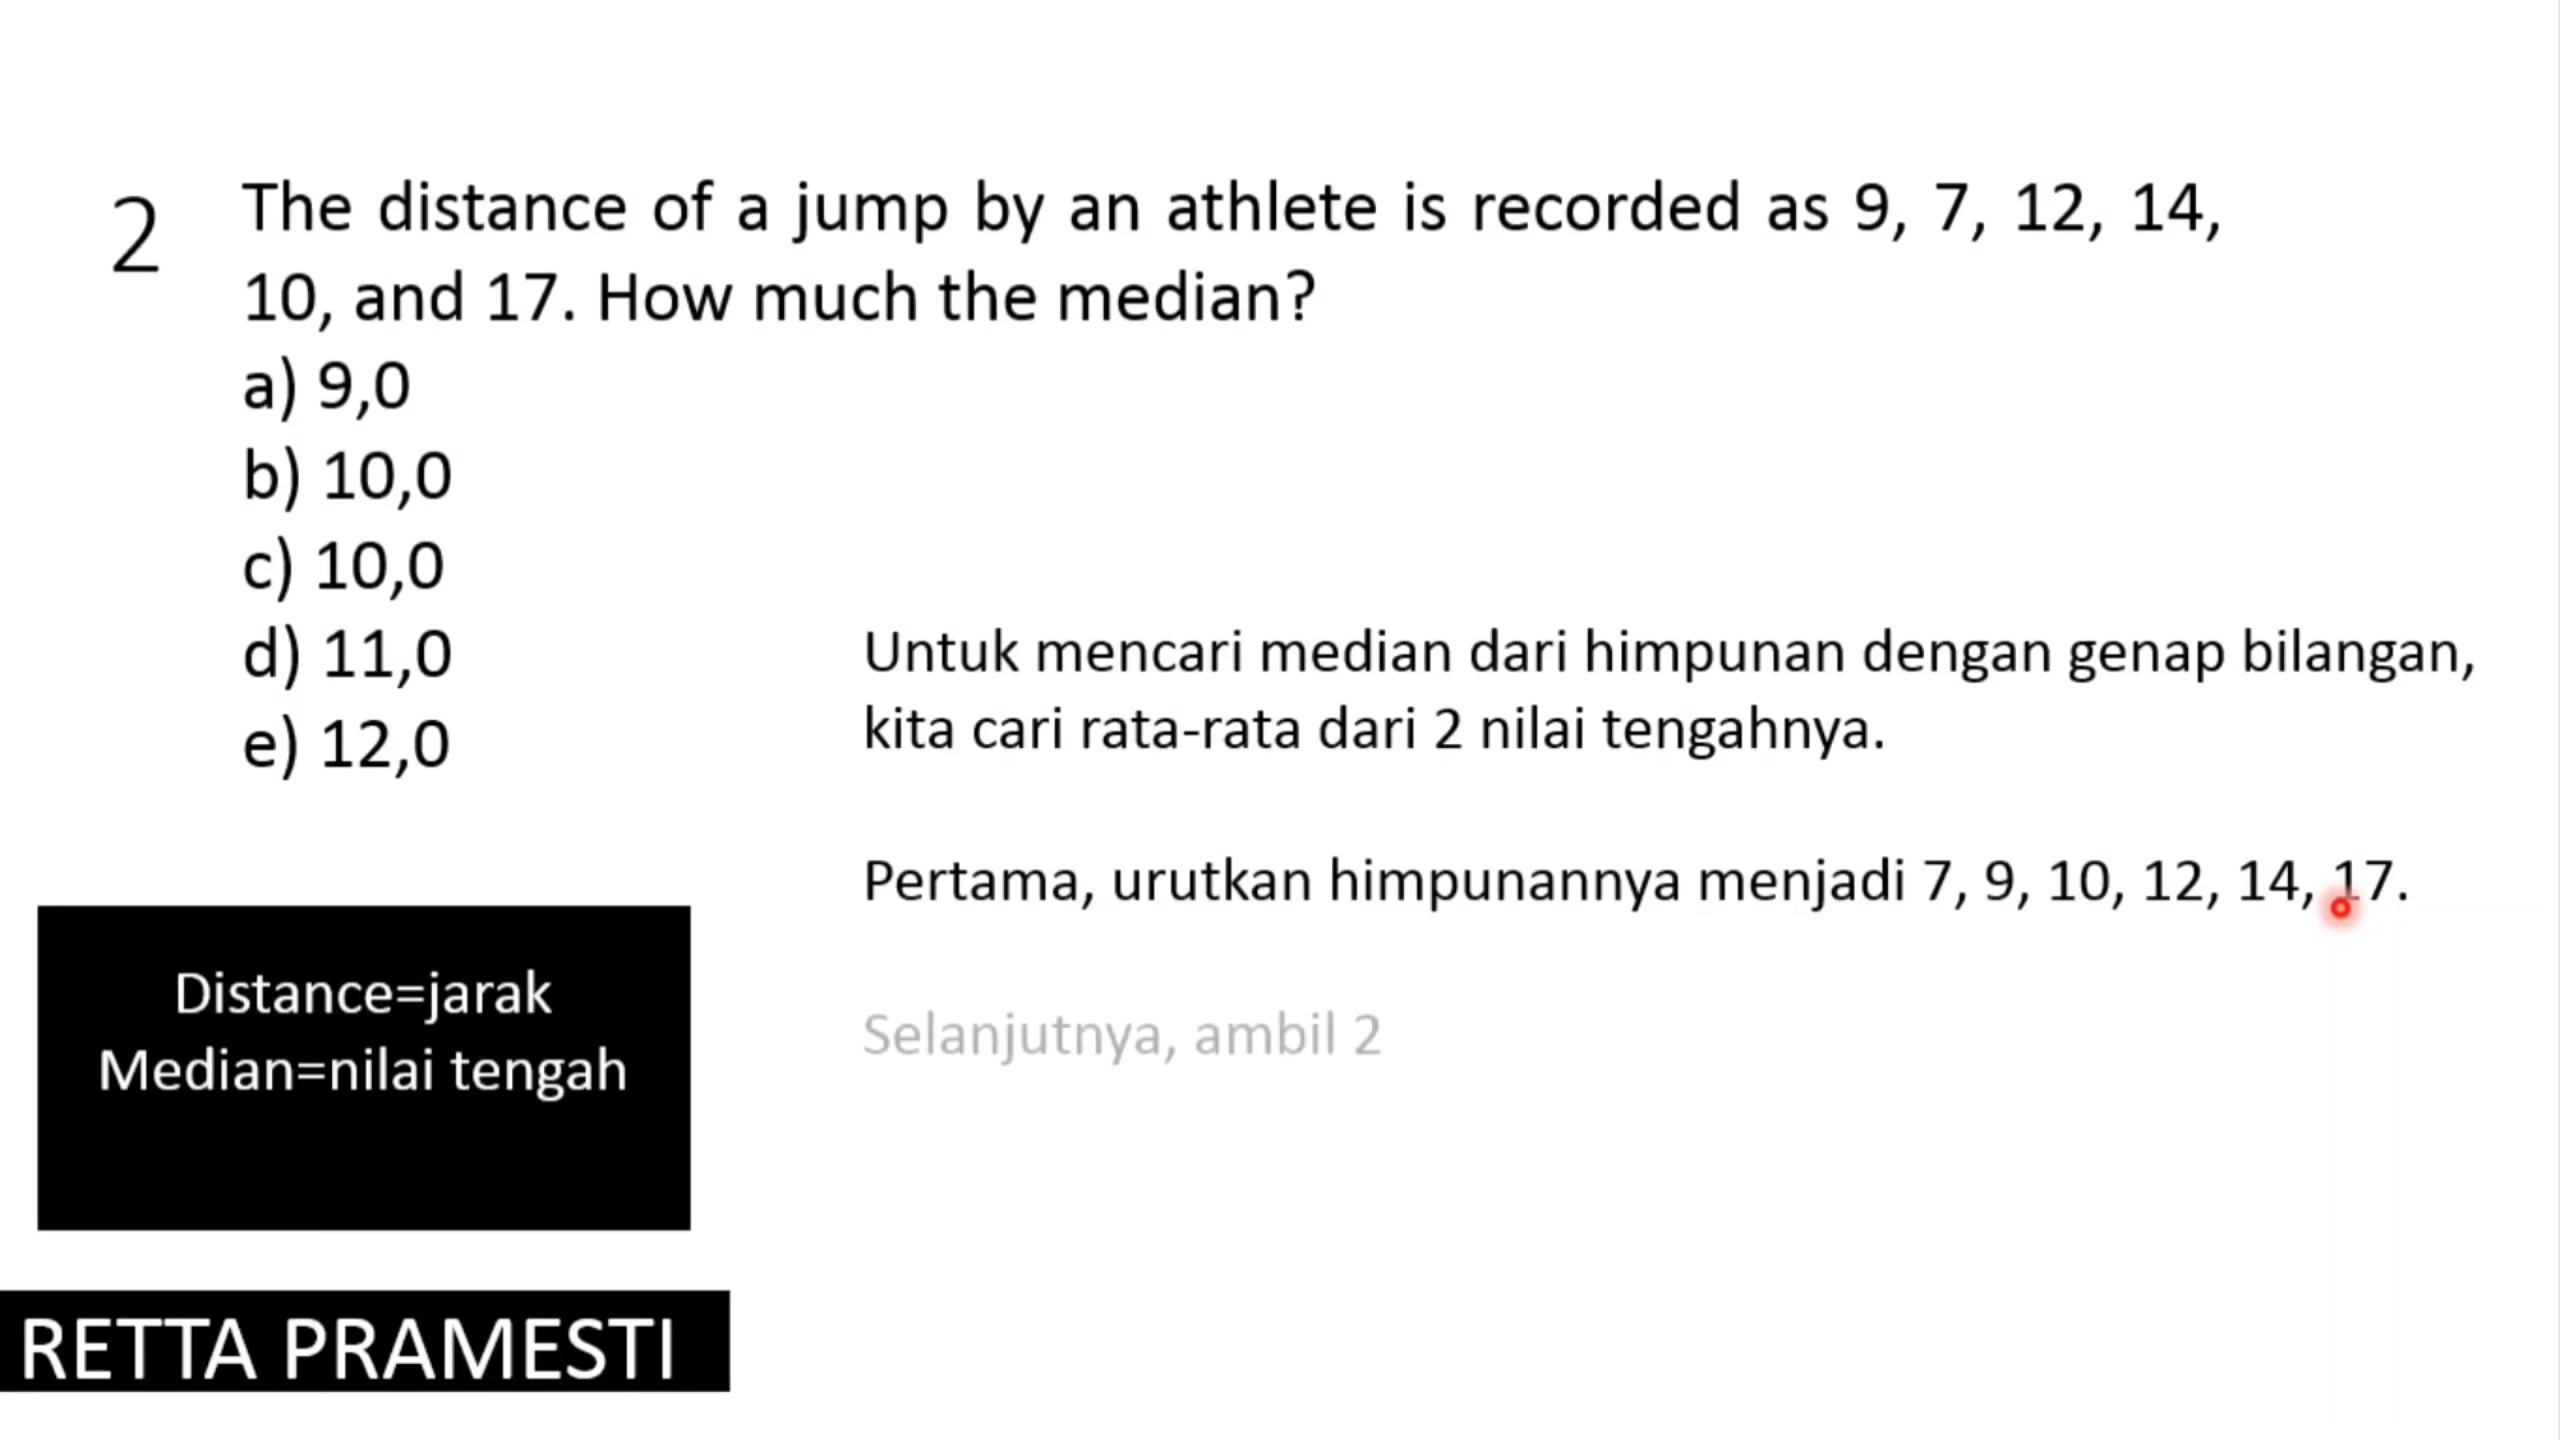 2
The distance of a jump by an athlete is recorded as 9, 7, 12, 14,
10, and 17. How much the median?
a) 9,0
b) 10,0
c) 10,0
d) 11,0
e) 12,0
Untuk mencari median dari himpunan dengan genap bilangan,
kita cari rata-rata dari 2 nilai tengahnya.
Pertama, urutkan himpunannya menjadi 7, 9, 10, 12, 14, 17.
Selanjutnya, ambil 2
Distance=jarak
Median=nilai tengah
RETTA PRAMESTI